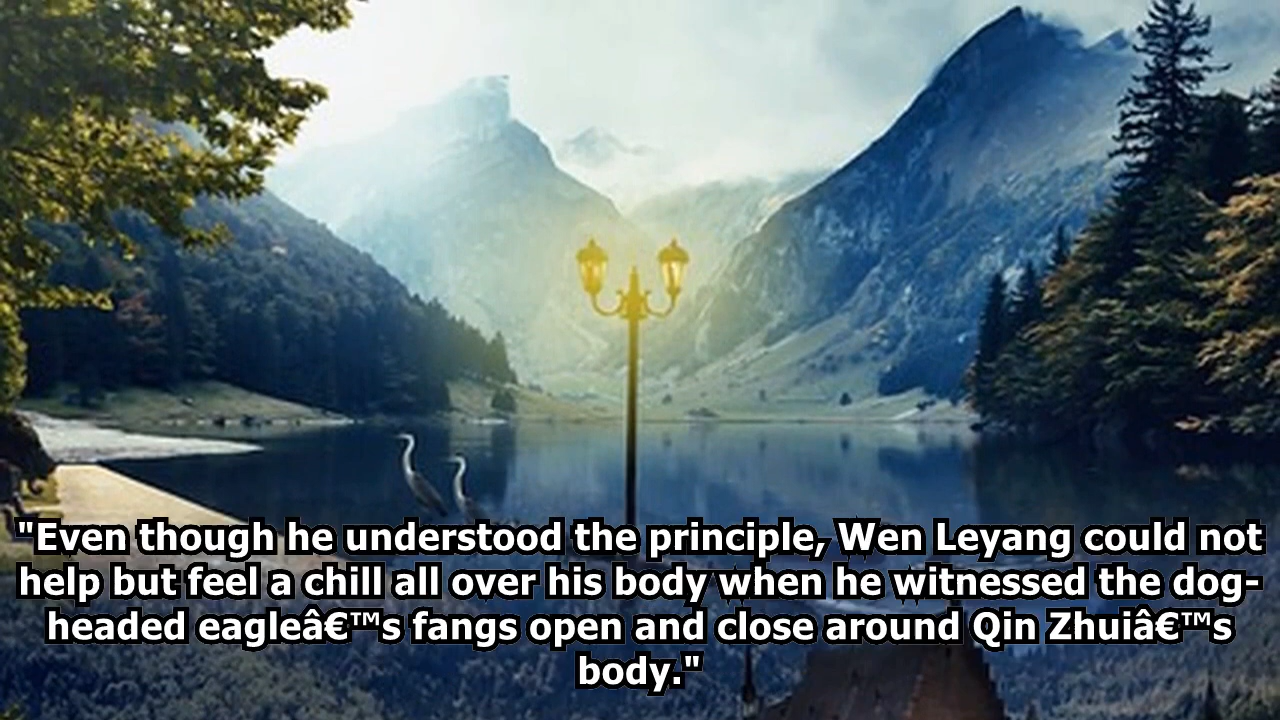 "Even though he understood the principle, Wen Leyang could not
help but feel a chill all over his body when he witnessed the dog-
headed eagleâ€™s fangs open and close around Qin Zhuiâ€™s
body."